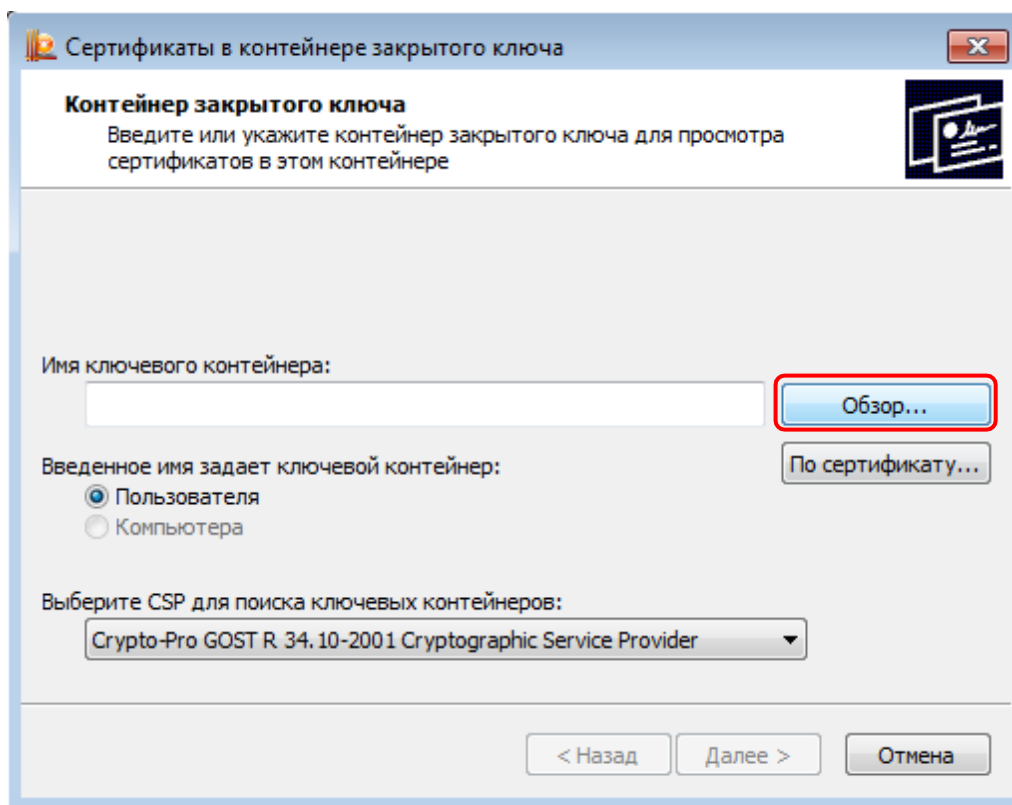 Сертификаты в контейнере закрытого ключа
Контейнер закрытого ключа
Введите или укажите контейнер закрытого ключа для просмотра
сертификатов в этом контейнере
Имя ключевого контейнера:
Обзор...
Введенное имя задает ключевой контейнер:
По сертификату...
Пользователя
Компьютера
Выберите CSP для поиска ключевых контейнеров:
Crypto-Pro GOST R 34.10-2001 Cryptographic Service Provider
< Назад
Далее >
Отмена